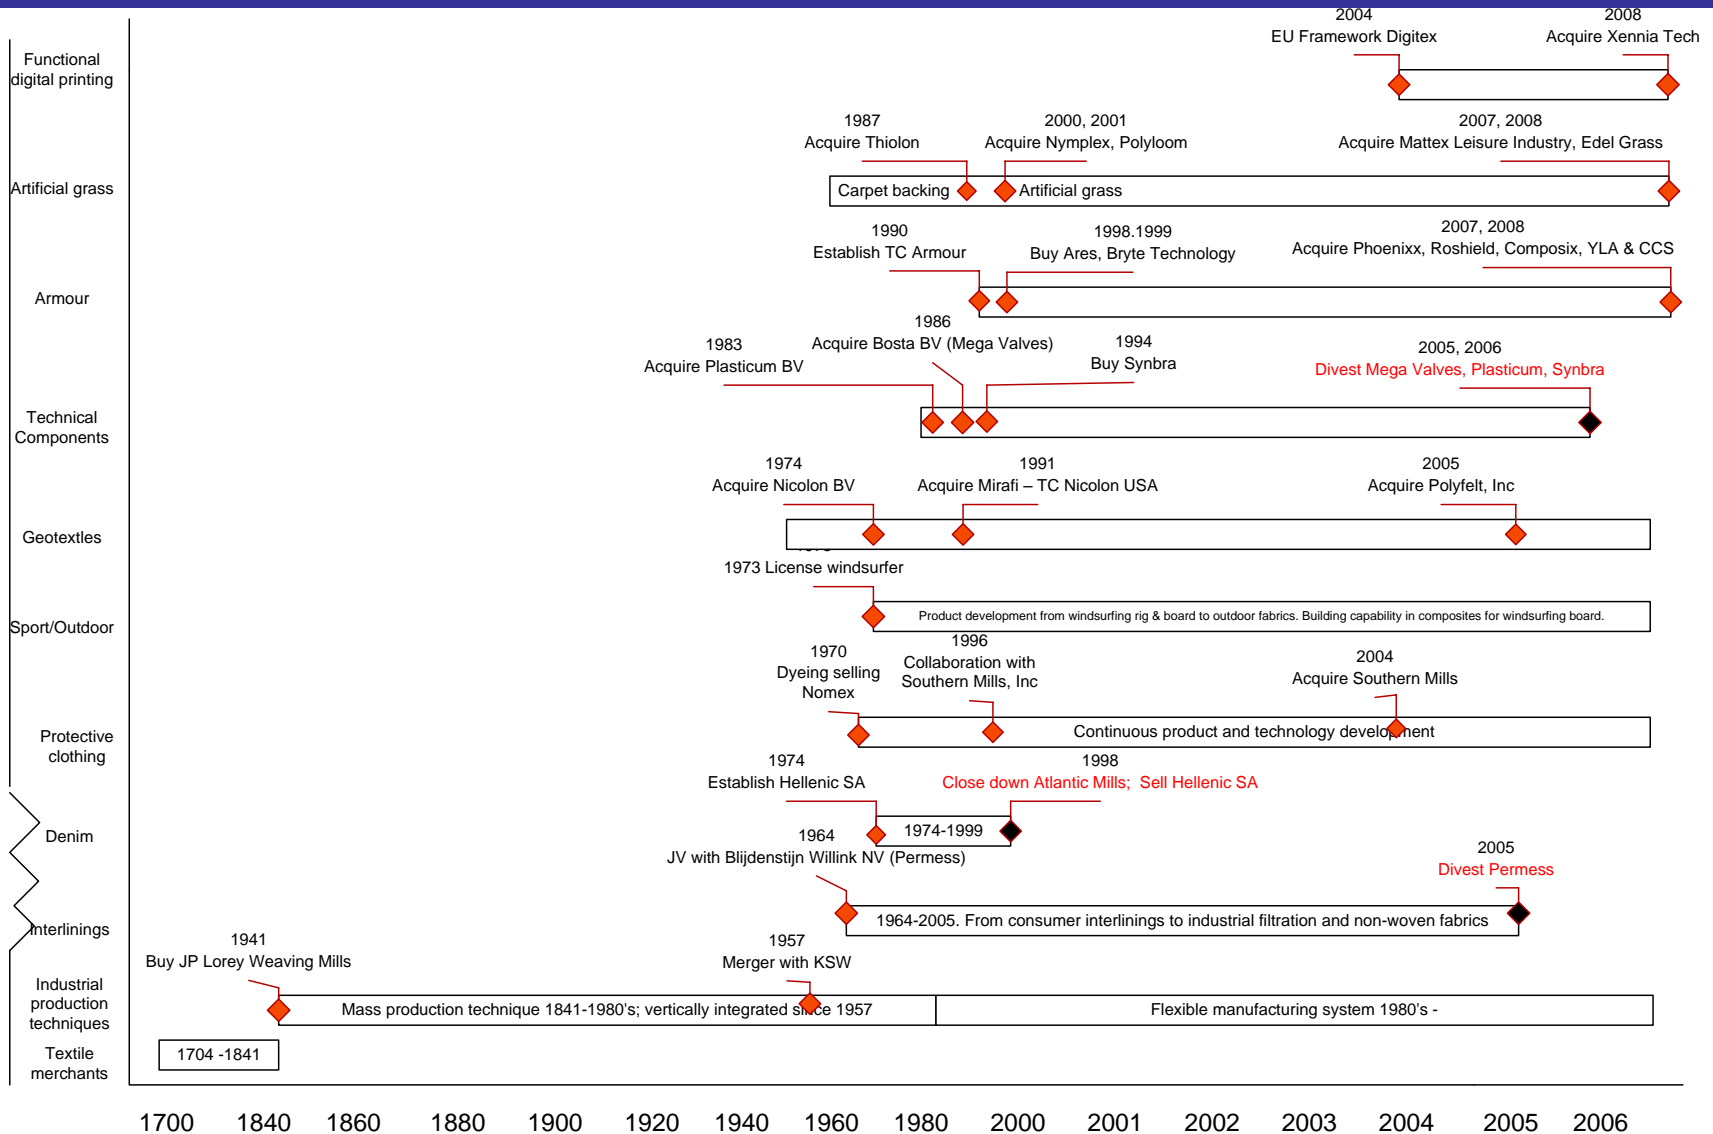 2004
EU Framework Digitex
2008
Acquire Xennia Tech
Functional
digital printing
1987
Acquire Thiolon
2000, 2001
Acquire Nymplex, Polyloom
2007, 2008
Acquire Mattex Leisure Industry, Edel Grass
Artificial grass
Carpet backing
Artificial grass
1990
Establish TC Armour
1998.1999
Buy Ares, Bryte Technology
2007, 2008
Acquire Phoenixx, Roshield, Composix, YLA & CCS
Armour
1983
Acquire Plasticum BV
1986
Acquire Bosta BV (Mega Valves)
1994
Buy Synbra
2005, 2006
Divest Mega Valves, Plasticum, Synbra
Technical
Components
1974
Acquire Nicolon BV
1991
Acquire Mirafi – TC Nicolon USA
2005
Acquire Polyfelt, Inc
Geotextles
1973 License windsurfer
Sport/Outdoor
Product development from windsurfing rig & board to outdoor fabrics. Building capability in composites for windsurfing board.
1970
Dyeing selling
Nomex
1996
Collaboration with
Southern Mills, Inc
2004
Acquire Southern Mills
Protective
clothing
Continuous product and technology development
1974
Establish Hellenic SA
1998
Close down Atlantic Mills; Sell Hellenic SA
Denim
1974-1999
1964
JV with Blijdenstijn Willink NV (Permess)
2005
Divest Permess
Interlinings
1964-2005. From consumer interlinings to industrial filtration and non-woven fabrics
1941
Buy JP Lorey Weaving Mills
1957
Merger with KSW
Industrial
production
techniques
Mass production technique 1841-1980's; vertically integrated since 1957
Flexible manufacturing system 1980's -
Textile
merchants
1704 -1841
1700 1840 1860 1880 1900 1920 1940 1960 1980 2000 2001 2002 2003 2004 2005 2006